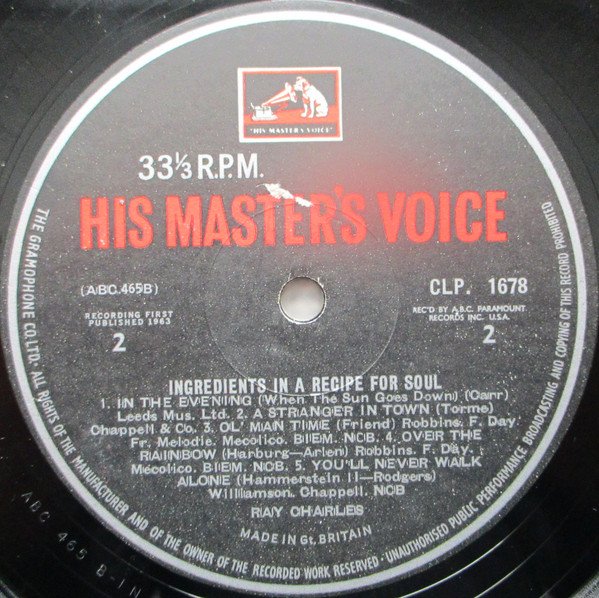 "HIS MASTER'S VOICE"
33⅓ R.P.M.
HIS MASTER'S VOICE
(ABC.465B)
CLP. 1678
RECORDING FIRST
PUBLISHED 1963
REC'D BY A.B.C. PARAMOUNT
RECORDS INC. U.S.A.
2
2
INGREDIENTS IN A RECIPE FOR SOUL
1. IN THE EVENING (When The Sun Goes Down) (Carr)
Leeds Mus. Ltd. 2. A STRANGER IN TOWN (Torme)
Chappell & Co. 3. OL' MAN TIME (Friend) Robbins. F. Day.
Fr. Melodie. Mecolico. BIEM. NCB. 4. OVER THE
RAINBOW (Harburg—Arlen) Robbins. F. Day.
Mecolico. BIEM. NCB. 5. YOU'LL NEVER WALK
ALONE (Hammerstein II—Rodgers)
Williamson. Chappell. NCB
RAY CHARLES
MADE IN Gt. BRITAIN
THE GRAMOPHONE CO. LTD. · ALL RIGHTS OF THE MANUFACTURER AND OF THE OWNER OF THE RECORDED WORK RESERVED · UNAUTHORISED PUBLIC PERFORMANCE BROADCASTING AND COPYING OF THIS RECORD PROHIBITED
ABC 465 B-1N